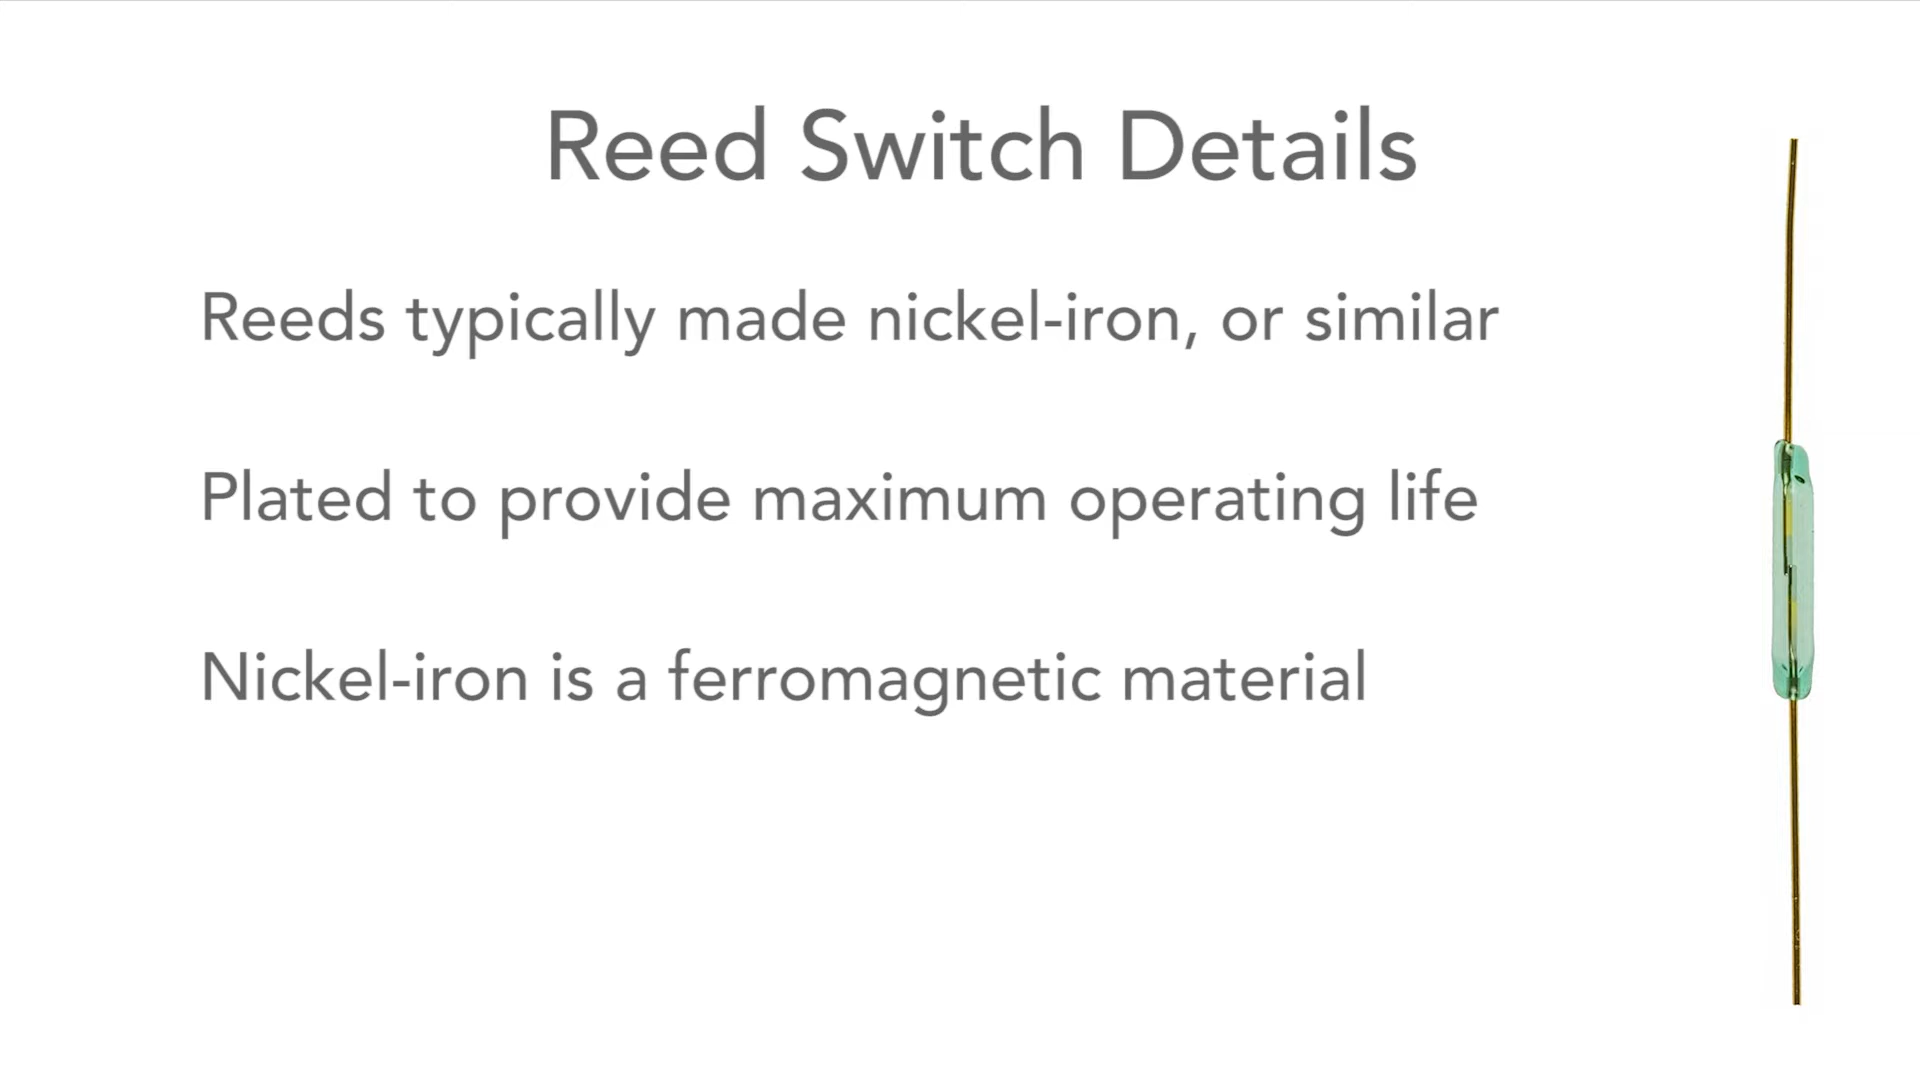 Reed Switch Details
Reeds typically made nickel-iron, or similar
Plated to provide maximum operating life
Nickel-iron is a ferromagnetic material